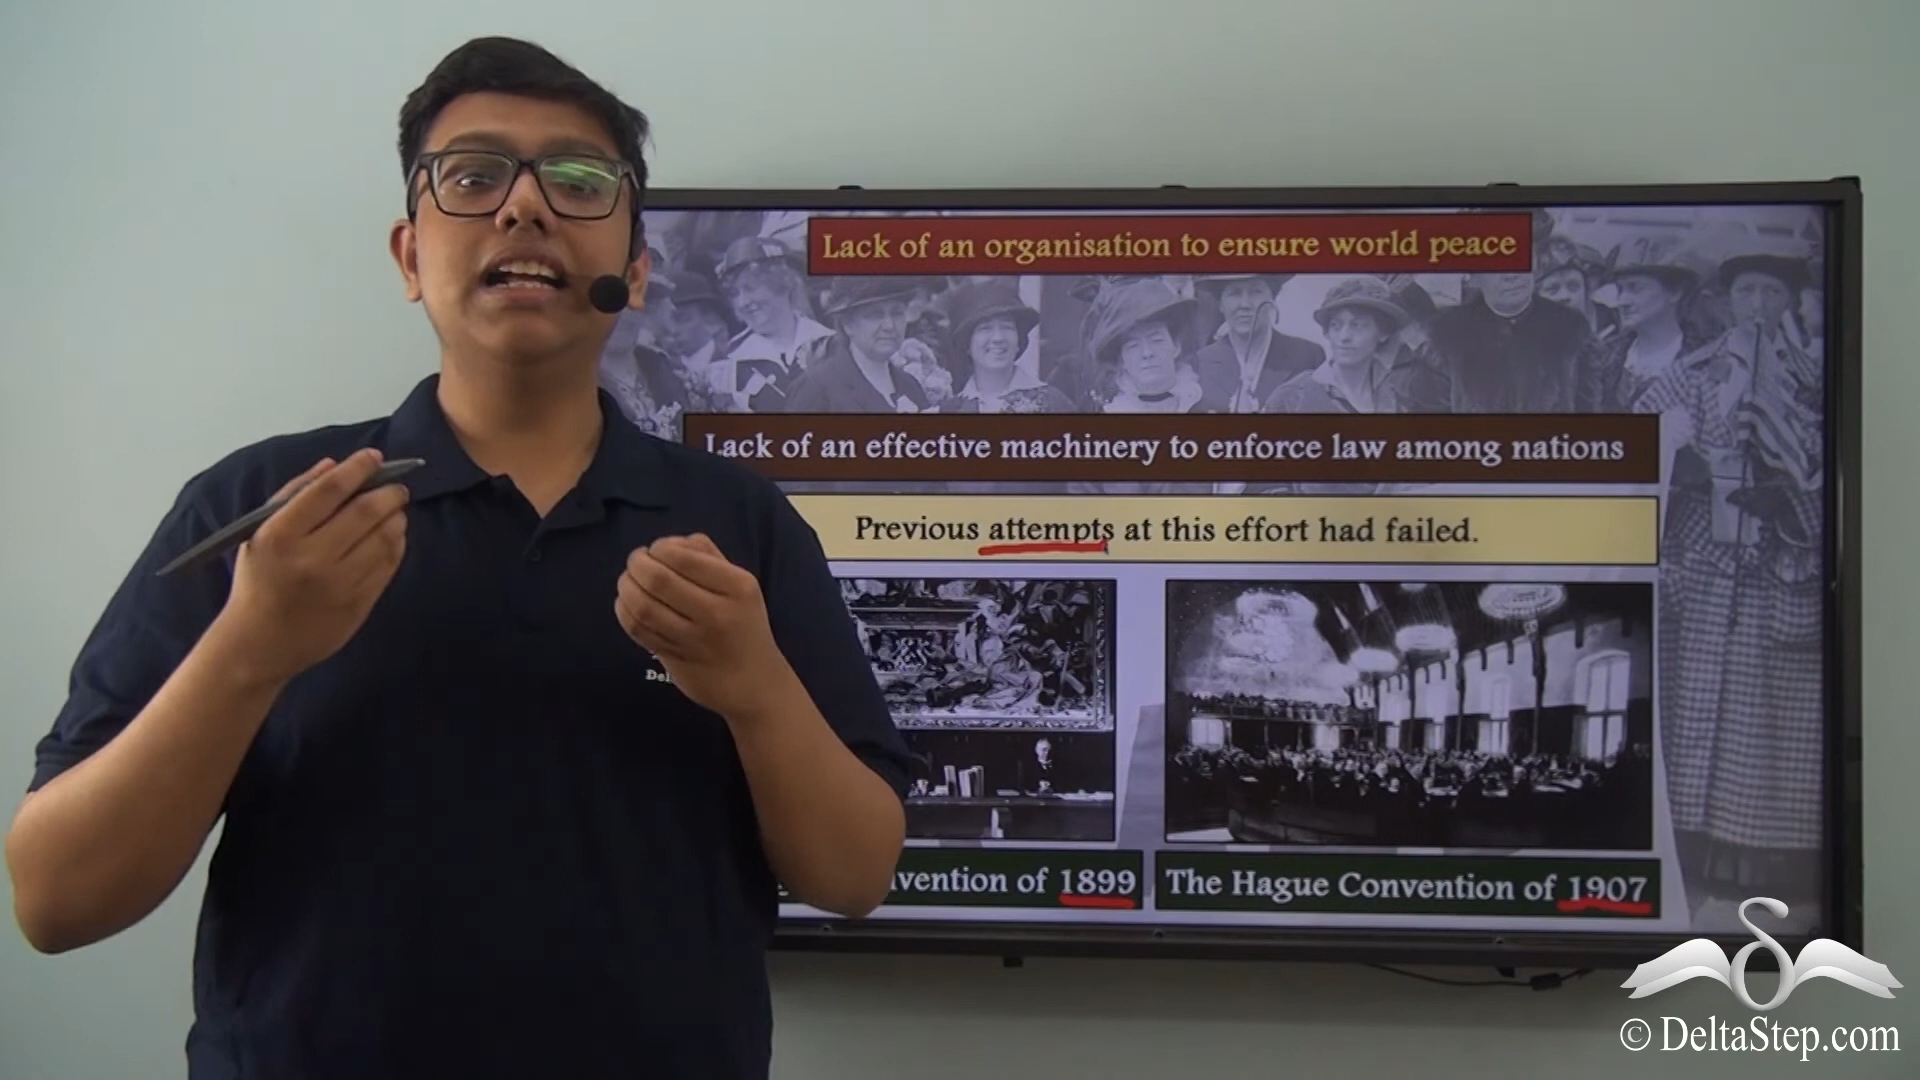 Lack of an organisation to ensure world peace
Lack of an effective machinery to enforce law among nations
Previous attempts at this effort had failed.
of 1899
The Hague Convention of 1907
© DeltaStep.com